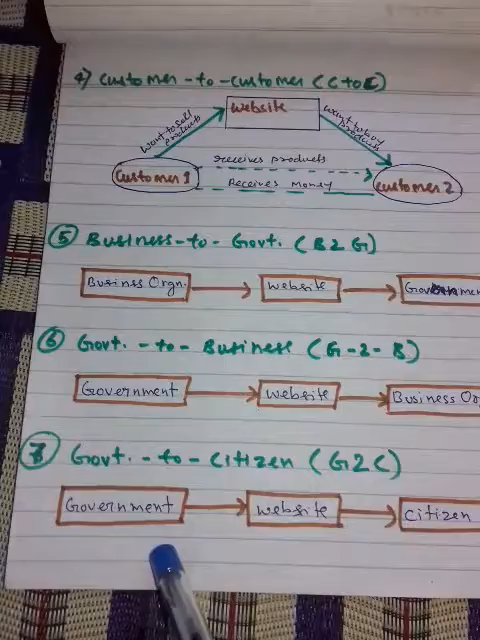 4) Customer-to-customer (C to C)
Website
Want to sell products
Want to buy products
receives products
Customer 1
Receives Money
Customer 2
5 Business-to-Govt. (B2G)
Business Orgn.
Website
6 Govt.-to-Business (G-2-B)
Government
Website
Business Or
7 Govt.-to-Citizen (G2C)
Government
Website
Citizen